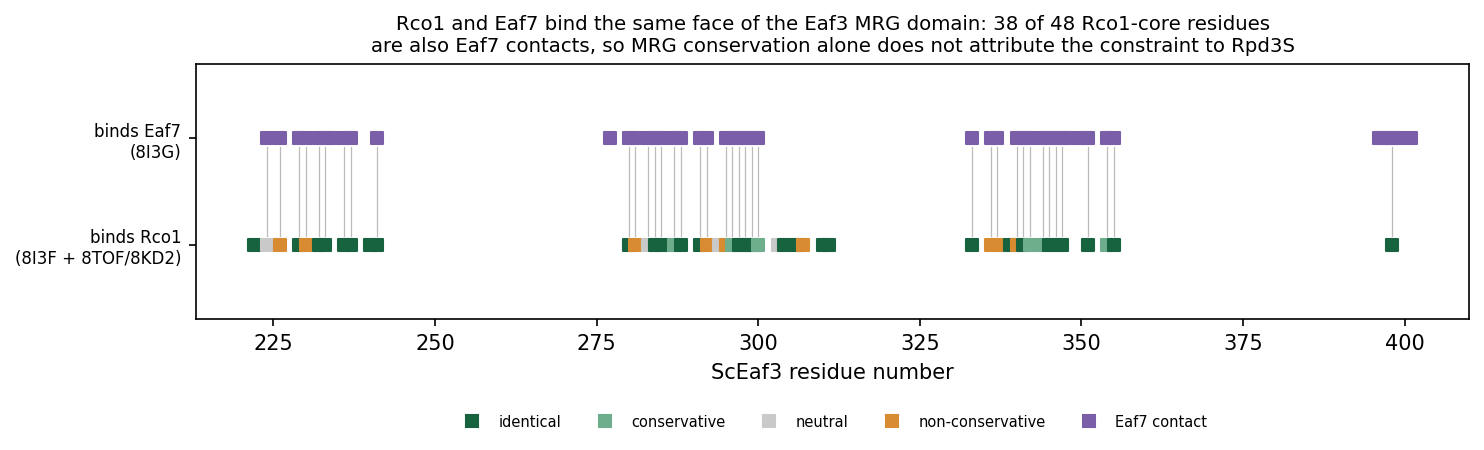 Rco1 and Eaf7 bind the same face of the Eaf3 MRG domain: 38 of 48 Rco1-core residues
are also Eaf7 contacts, so MRG conservation alone does not attribute the constraint to Rpd3S
binds Eaf7
(8I3G)
binds Rco1
(8I3F + 8TOF/8KD2)
225 250 275 300 325 350 375 400
ScEaf3 residue number
identical conservative neutral non-conservative Eaf7 contact